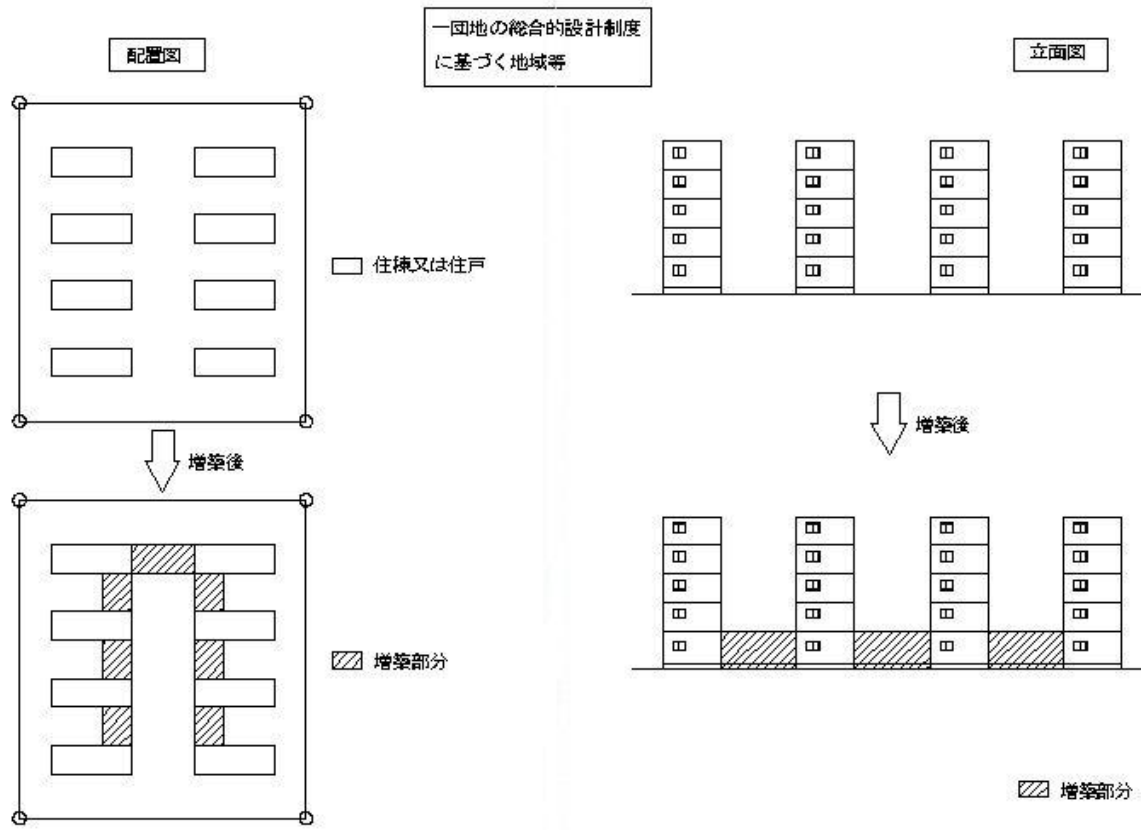 配置図
一団地の総合的設計制度
に基づく地域等
立面図
住棟又は住戸
増築後
増築後
増築部分
増築部分